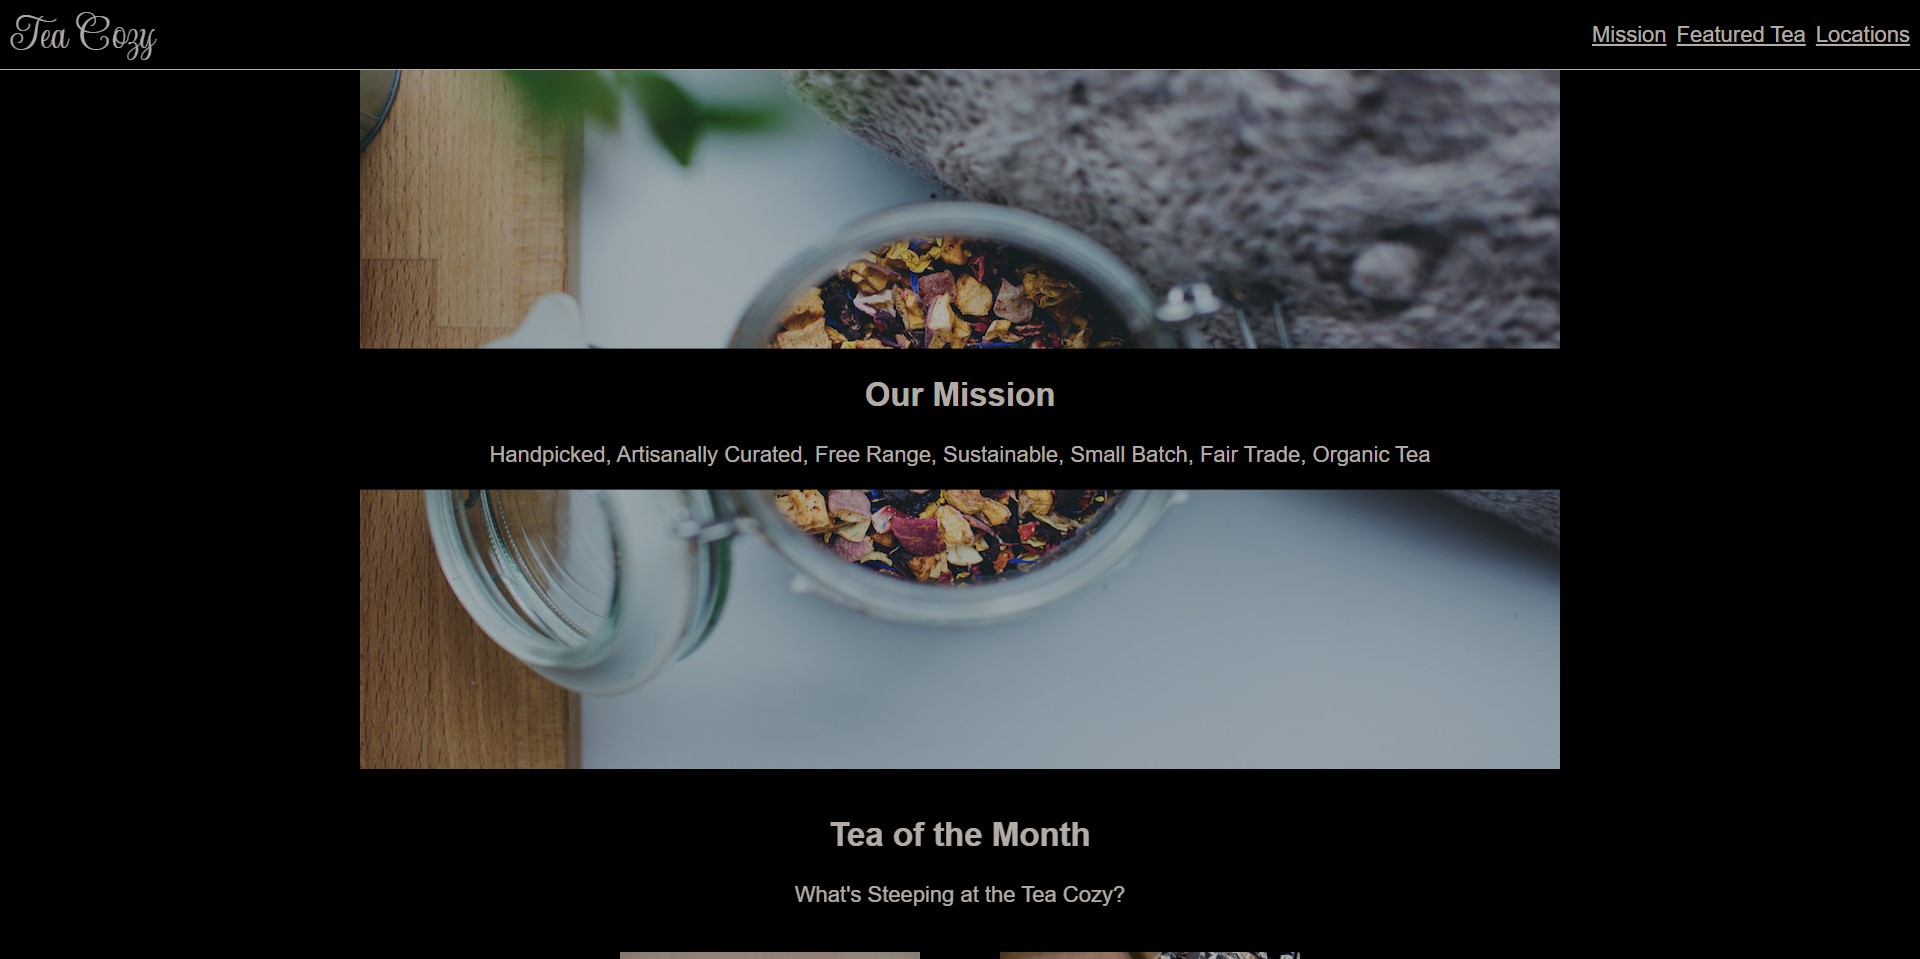 Tea Cozy
Mission Featured Tea Locations
Our Mission
Handpicked, Artisanally Curated, Free Range, Sustainable, Small Batch, Fair Trade, Organic Tea
Tea of the Month
What's Steeping at the Tea Cozy?